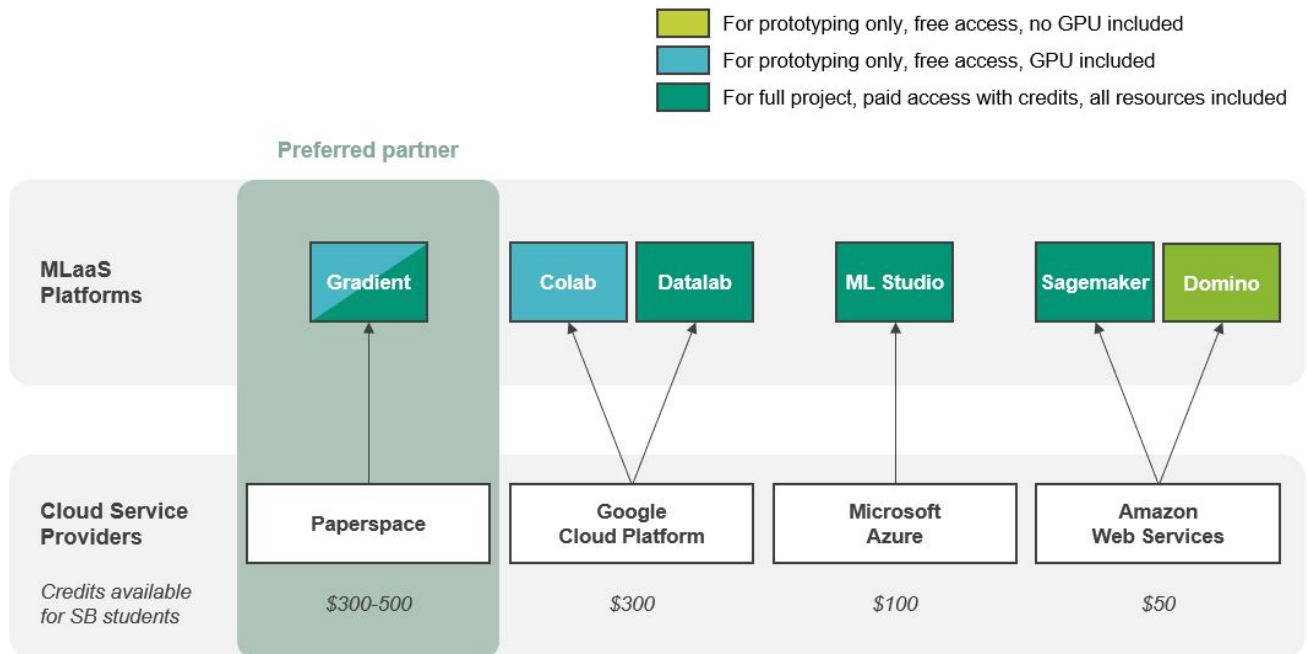 For prototyping only, free access, no GPU included
For prototyping only, free access, GPU included
For full project, paid access with credits, all resources included
Preferred partner
MLaaS
Platforms
Gradient
Colab
Datalab
ML Studio
Sagemaker
Domino
Cloud Service
Providers
Paperspace
Google
Cloud Platform
Microsoft
Azure
Amazon
Web Services
Credits available
for SB students
$300-500
$300
$100
$50